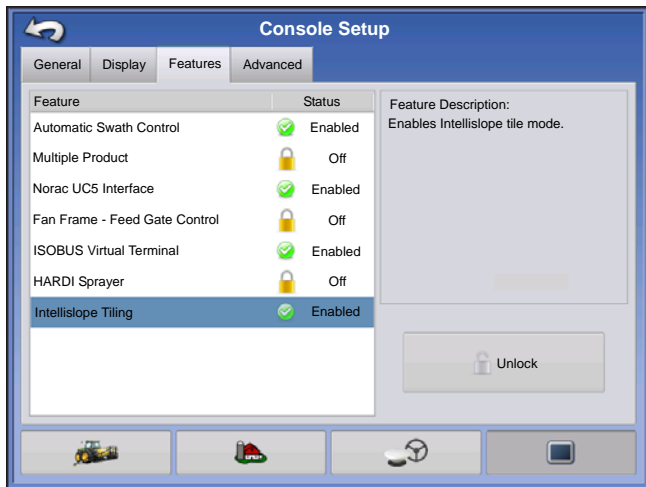 Console Setup
General Display Features Advanced
Feature Status
Automatic Swath Control Enabled
Multiple Product Off
Norac UC5 Interface Enabled
Fan Frame - Feed Gate Control Off
ISOBUS Virtual Terminal Enabled
HARDI Sprayer Off
Intellislope Tiling Enabled
Feature Description:
Enables Intellislope tile mode.
Unlock